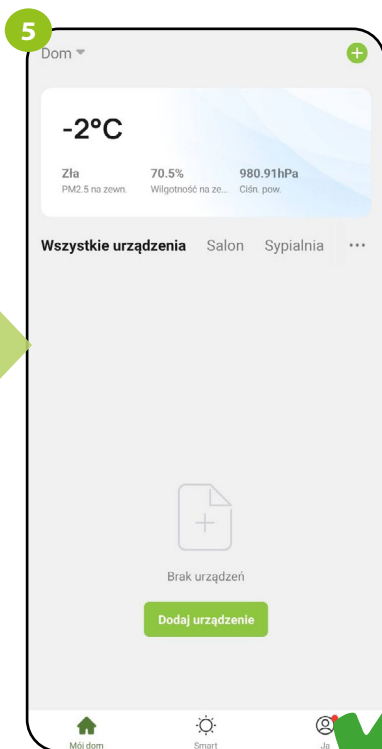 5
Dom
-2°C
Zła 70.5% 980.91hPa
PM2.5 na zewn. Wilgotność na ze... Ciśn. pow.
Wszystkie urządzenia Salon Sypialnia ...
Brak urządzeń
Dodaj urządzenie
Mój dom Smart Ja